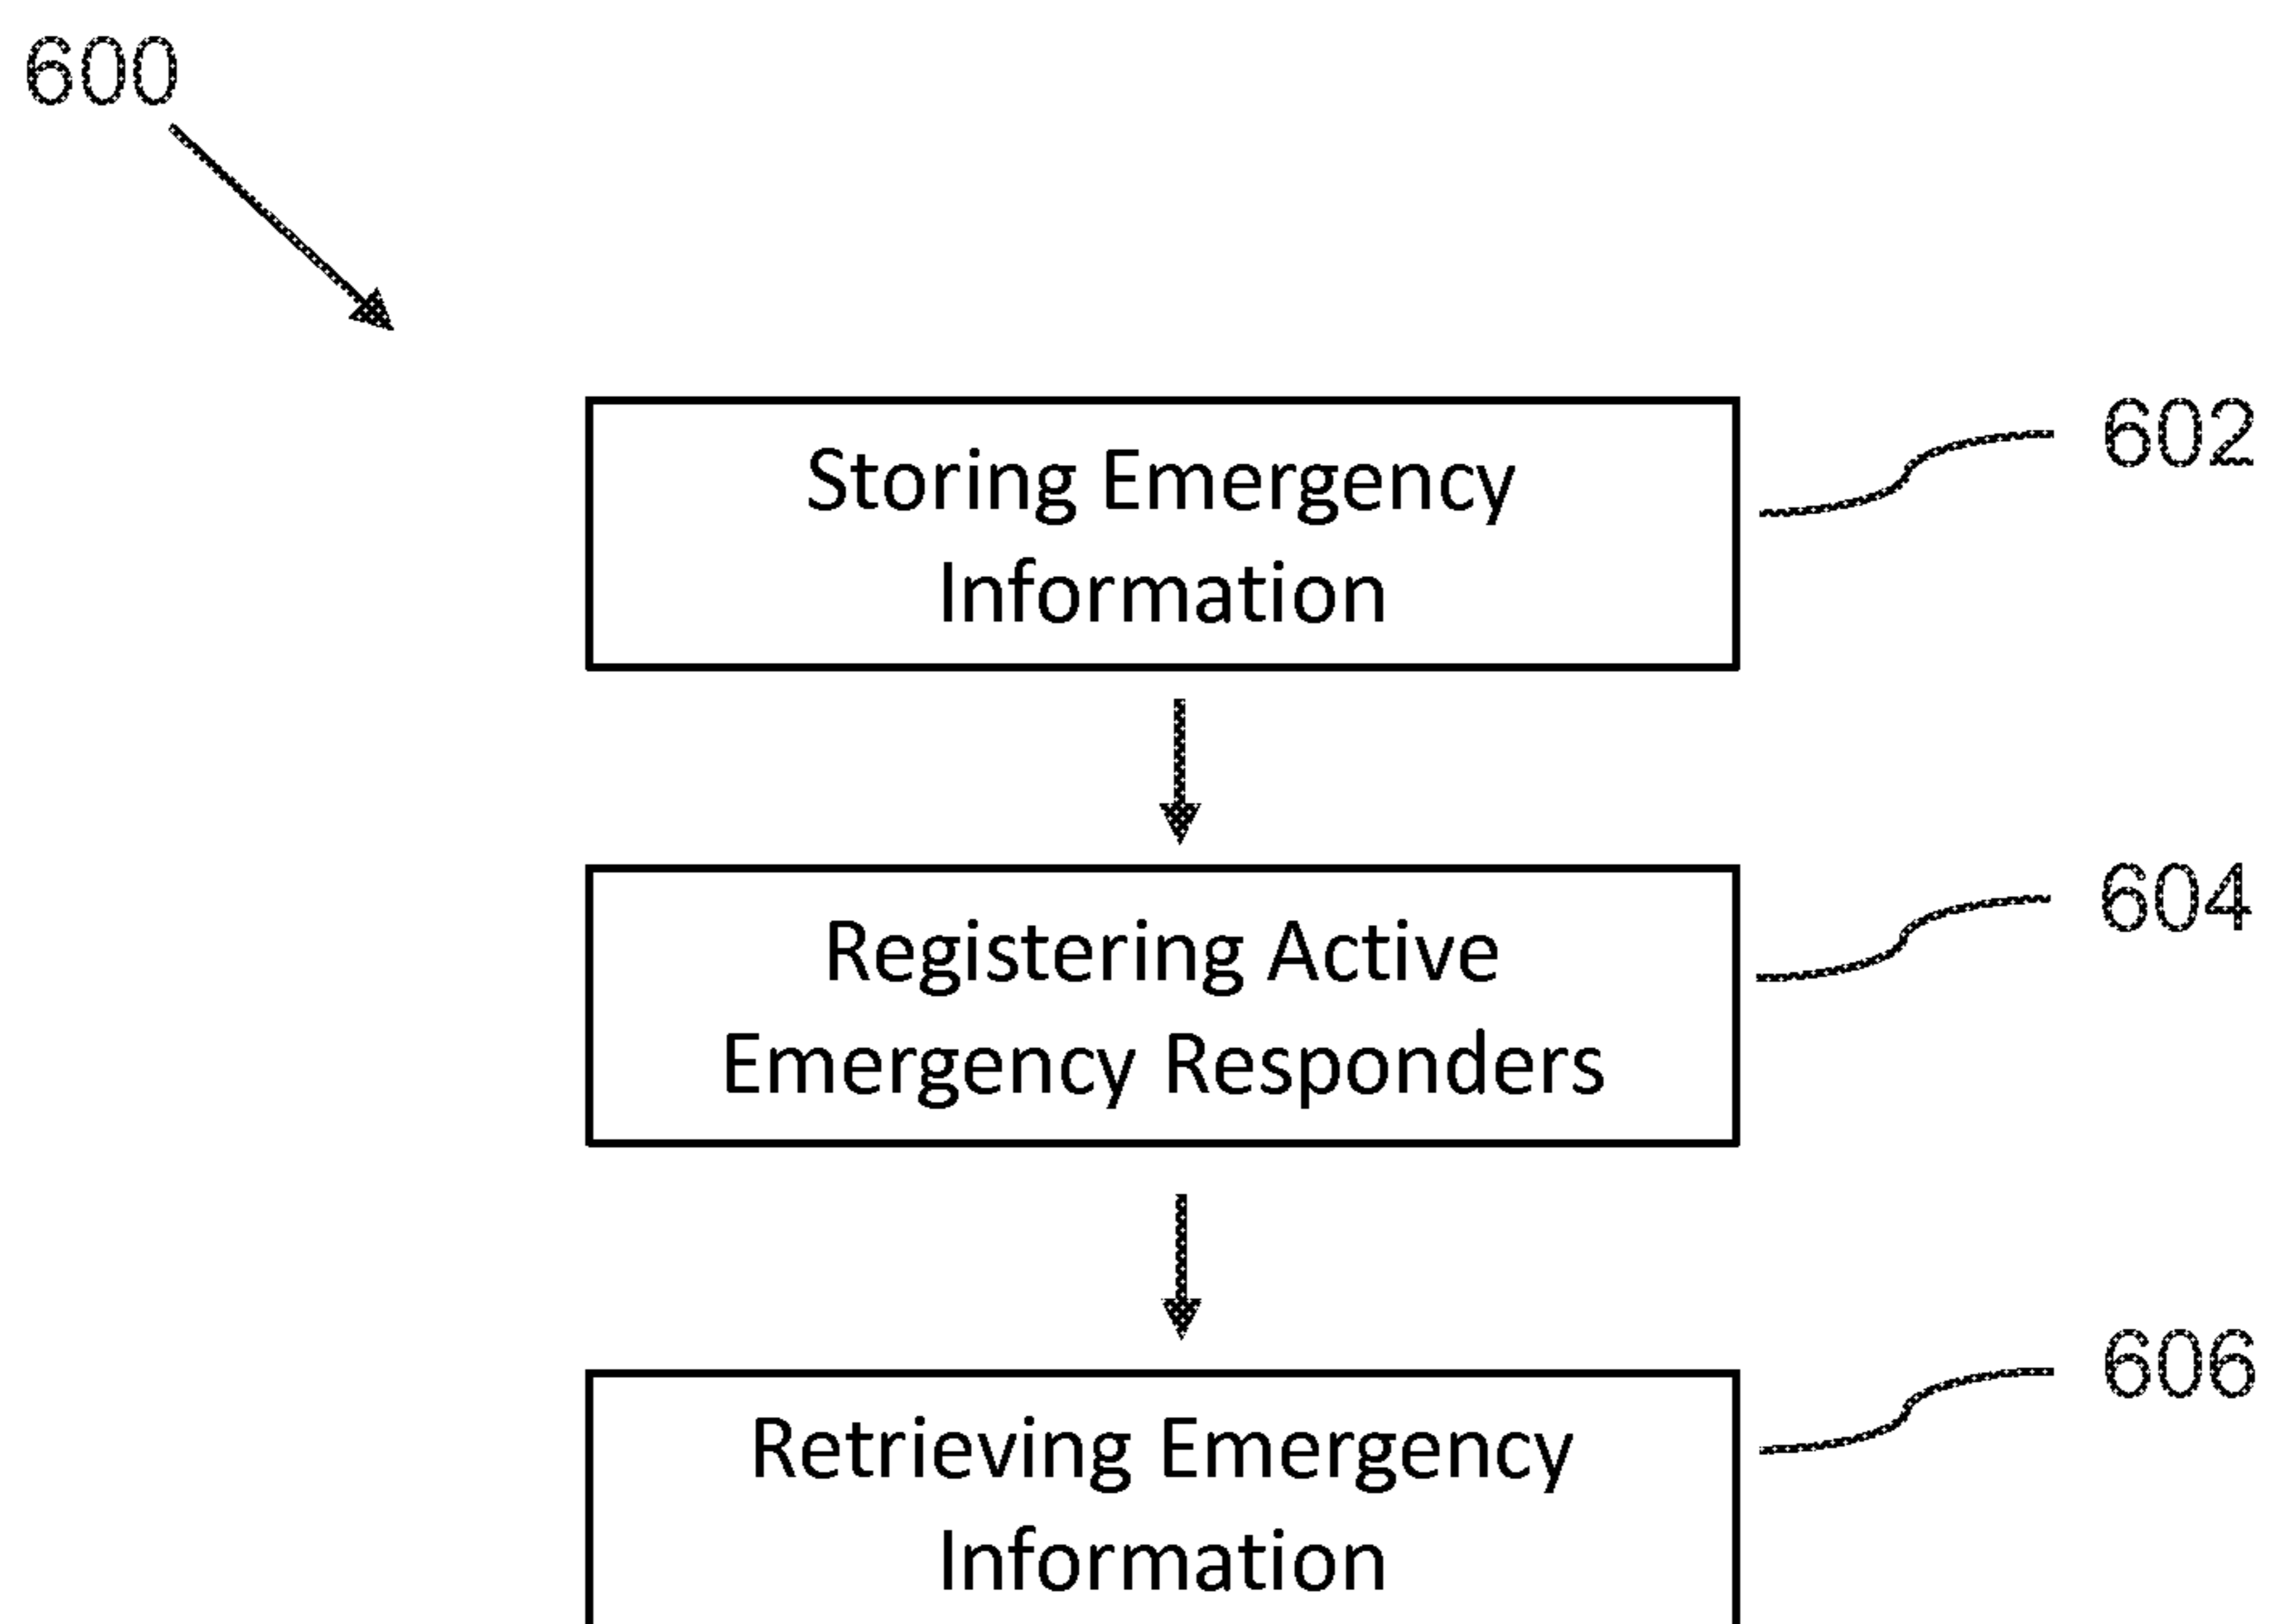 600
Storing Emergency
Information
602
Registering Active
Emergency Responders
604
Retrieving Emergency
Information
606